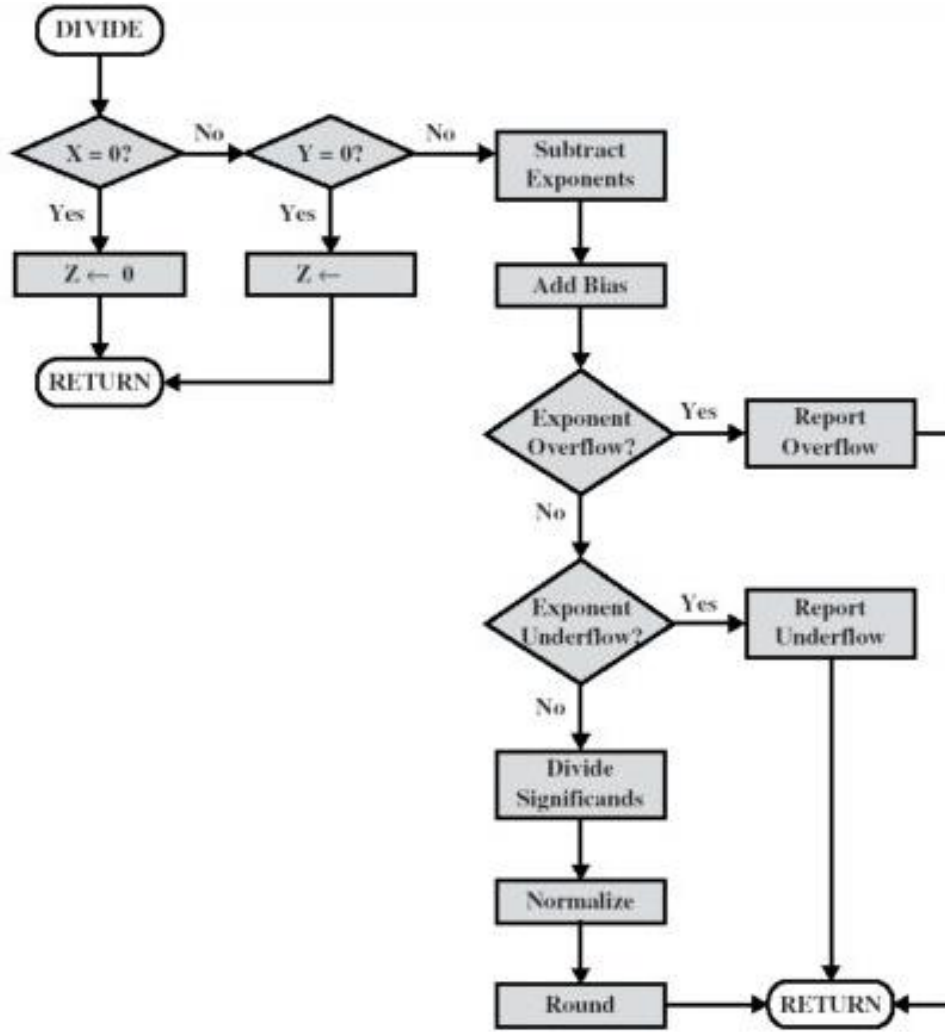 DIVIDE
X = 0?
No
Y = 0?
No
Subtract
Exponents
Yes
Yes
Z ← 0
Z ←
Add Bias
RETURN
Exponent
Overflow?
Yes
Report
Overflow
No
Exponent
Underflow?
Yes
Report
Underflow
No
Divide
Significands
Normalize
Round
RETURN